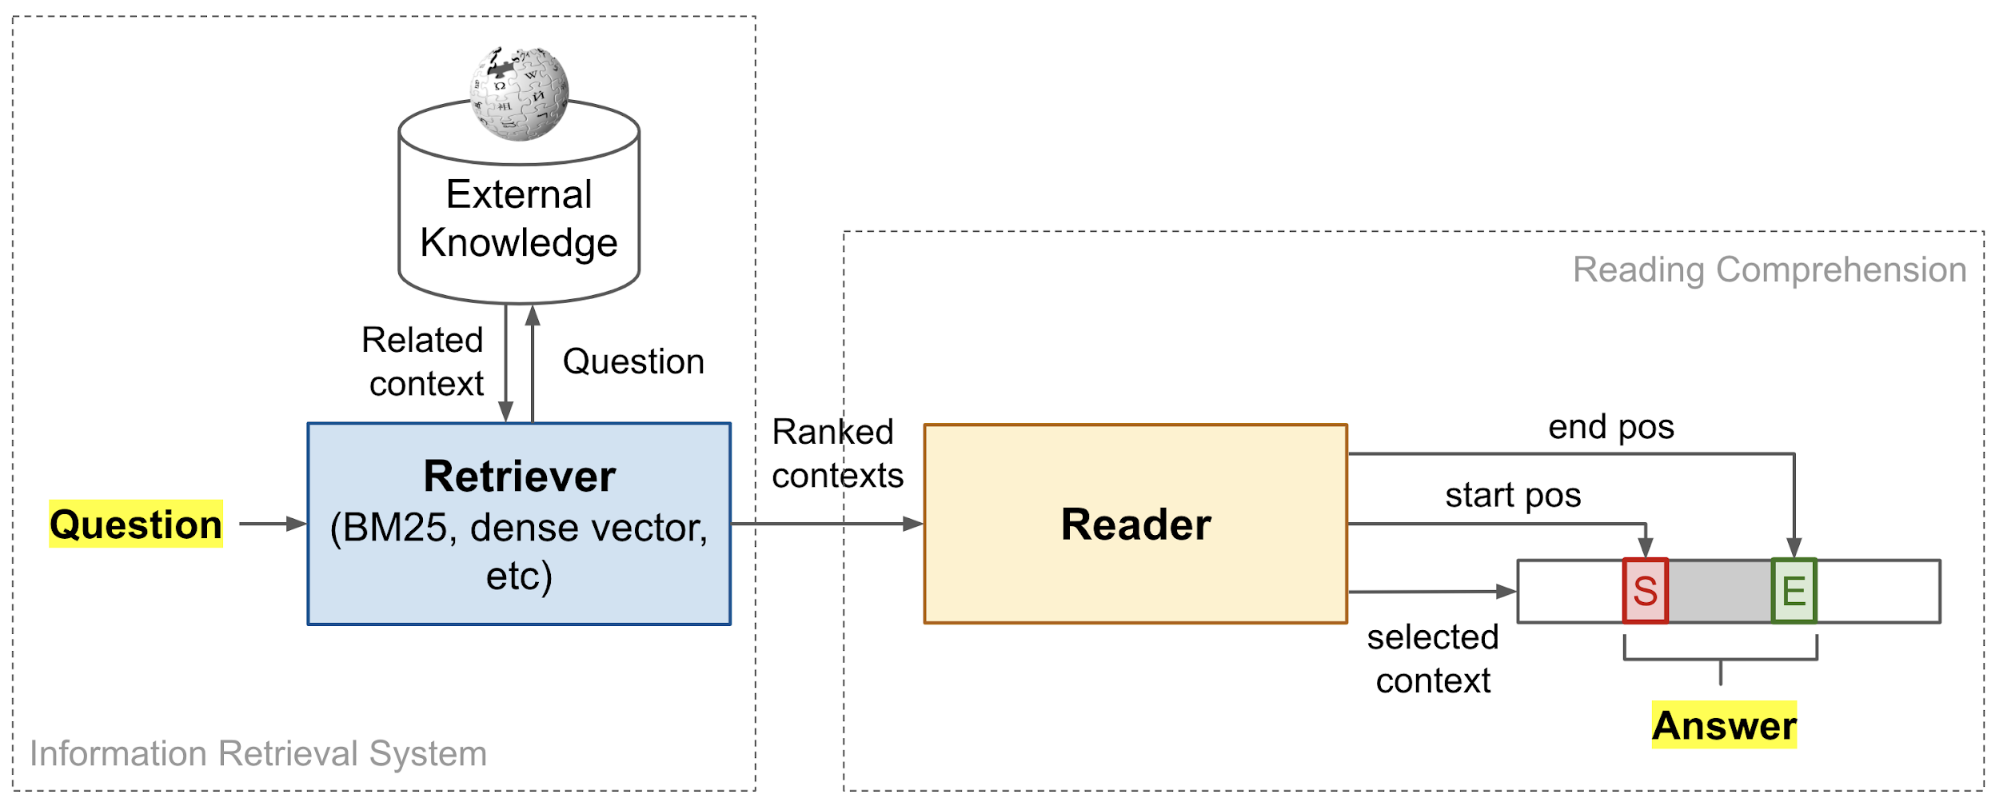 External
Knowledge
Related
context
Question
Question
Retriever
(BM25, dense vector,
etc)
Information Retrieval System
Ranked
contexts
Reading Comprehension
Reader
end pos
start pos
selected
context
S
E
Answer